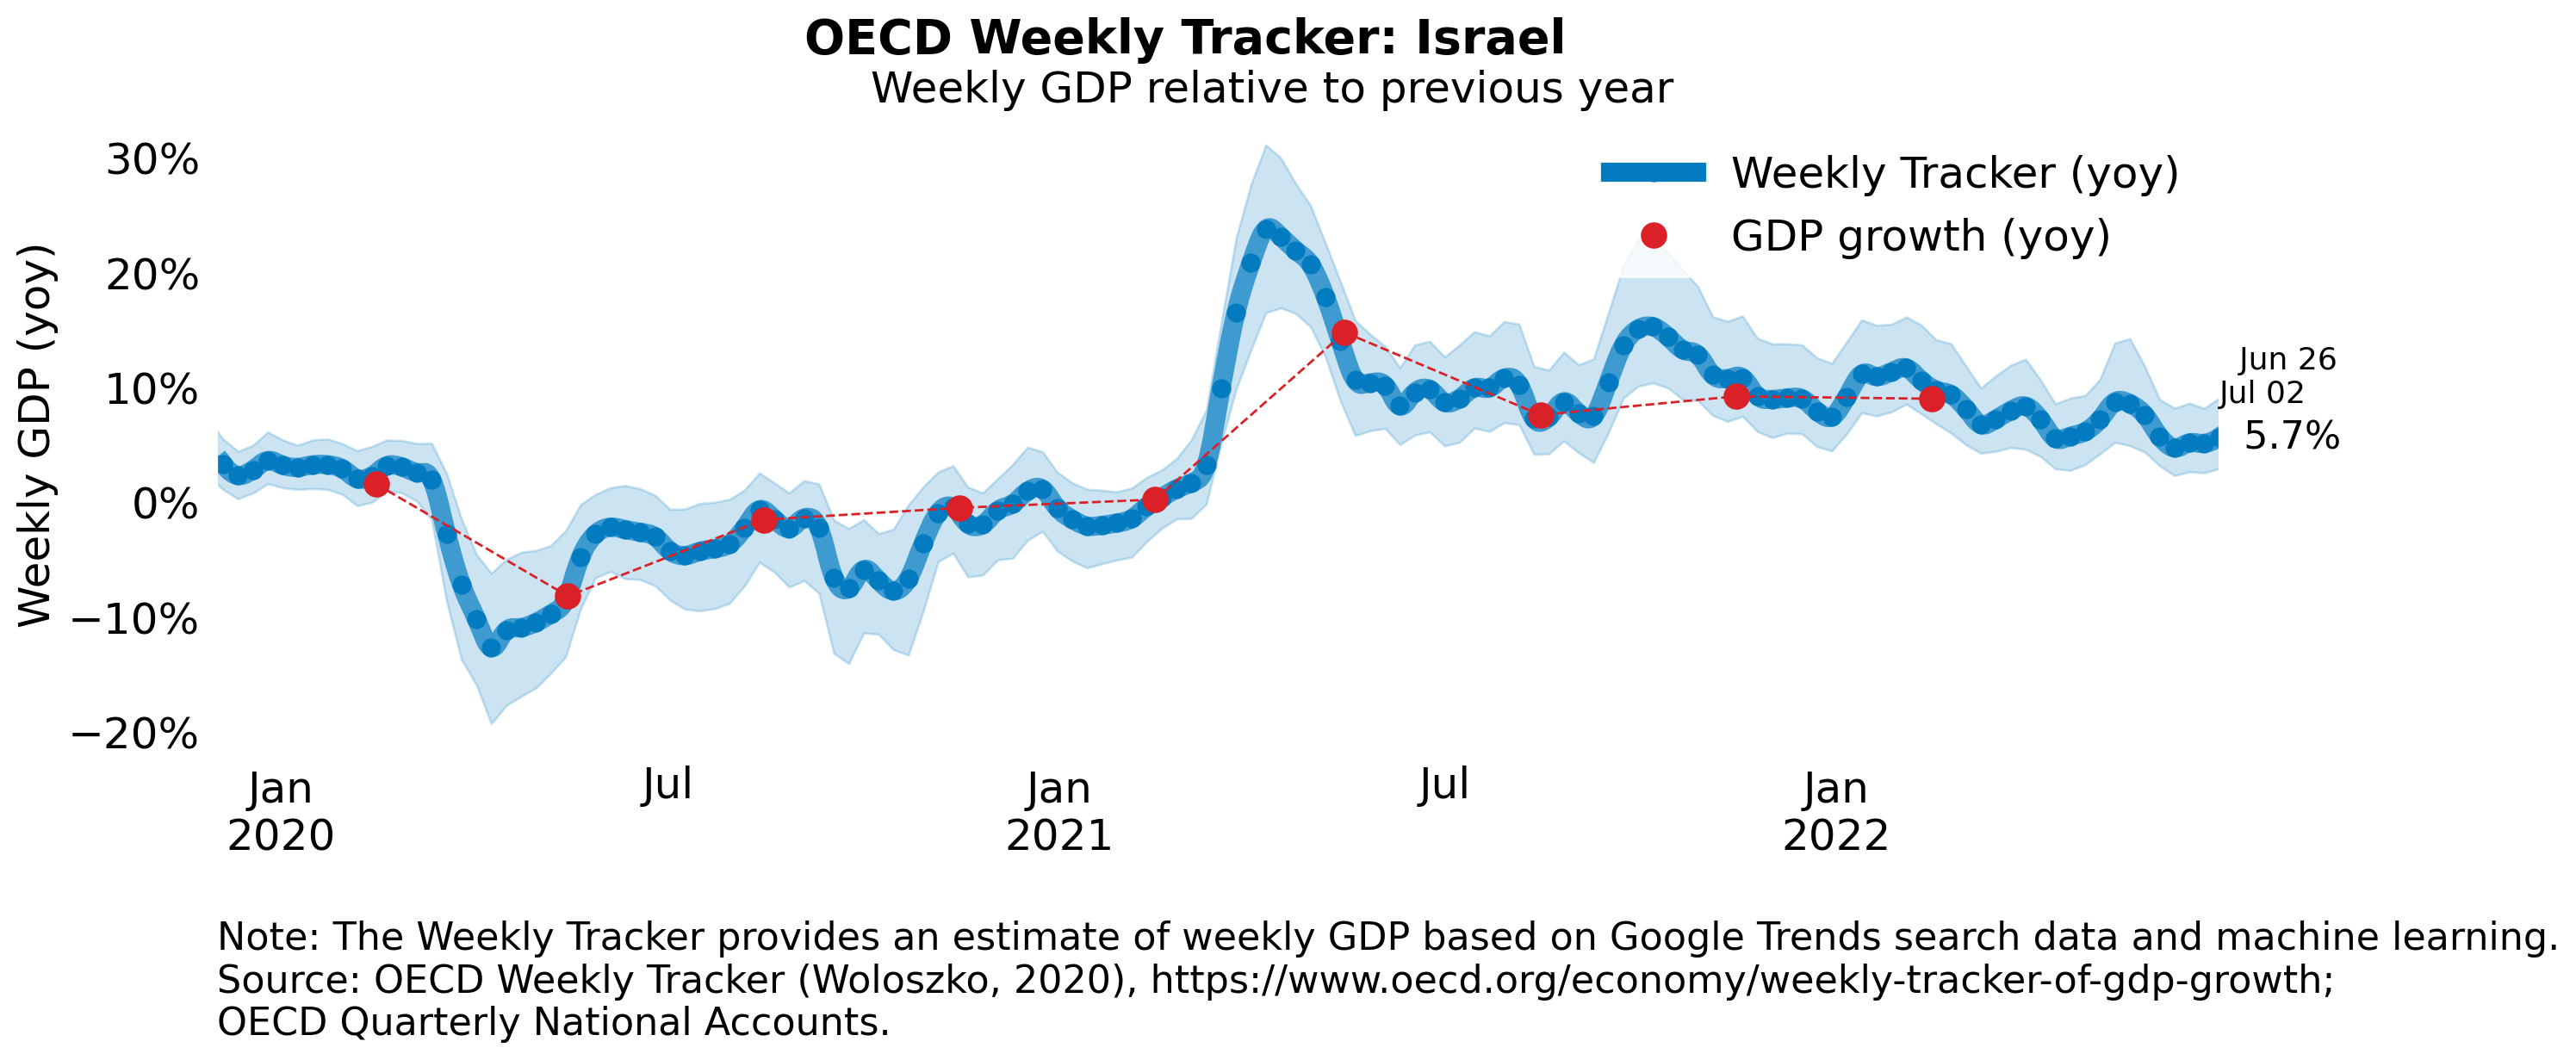 OECD Weekly Tracker: Israel
Weekly GDP relative to previous year
Weekly GDP (yoy)
30%
20%
10%
0%
−10%
−20%
Weekly Tracker (yoy)
GDP growth (yoy)
Jun 26
Jul 02
5.7%
Jan
2020
Jul
Jan
2021
Jul
Jan
2022
Note: The Weekly Tracker provides an estimate of weekly GDP based on Google Trends search data and machine learning.
Source: OECD Weekly Tracker (Woloszko, 2020), https://www.oecd.org/economy/weekly-tracker-of-gdp-growth;
OECD Quarterly National Accounts.